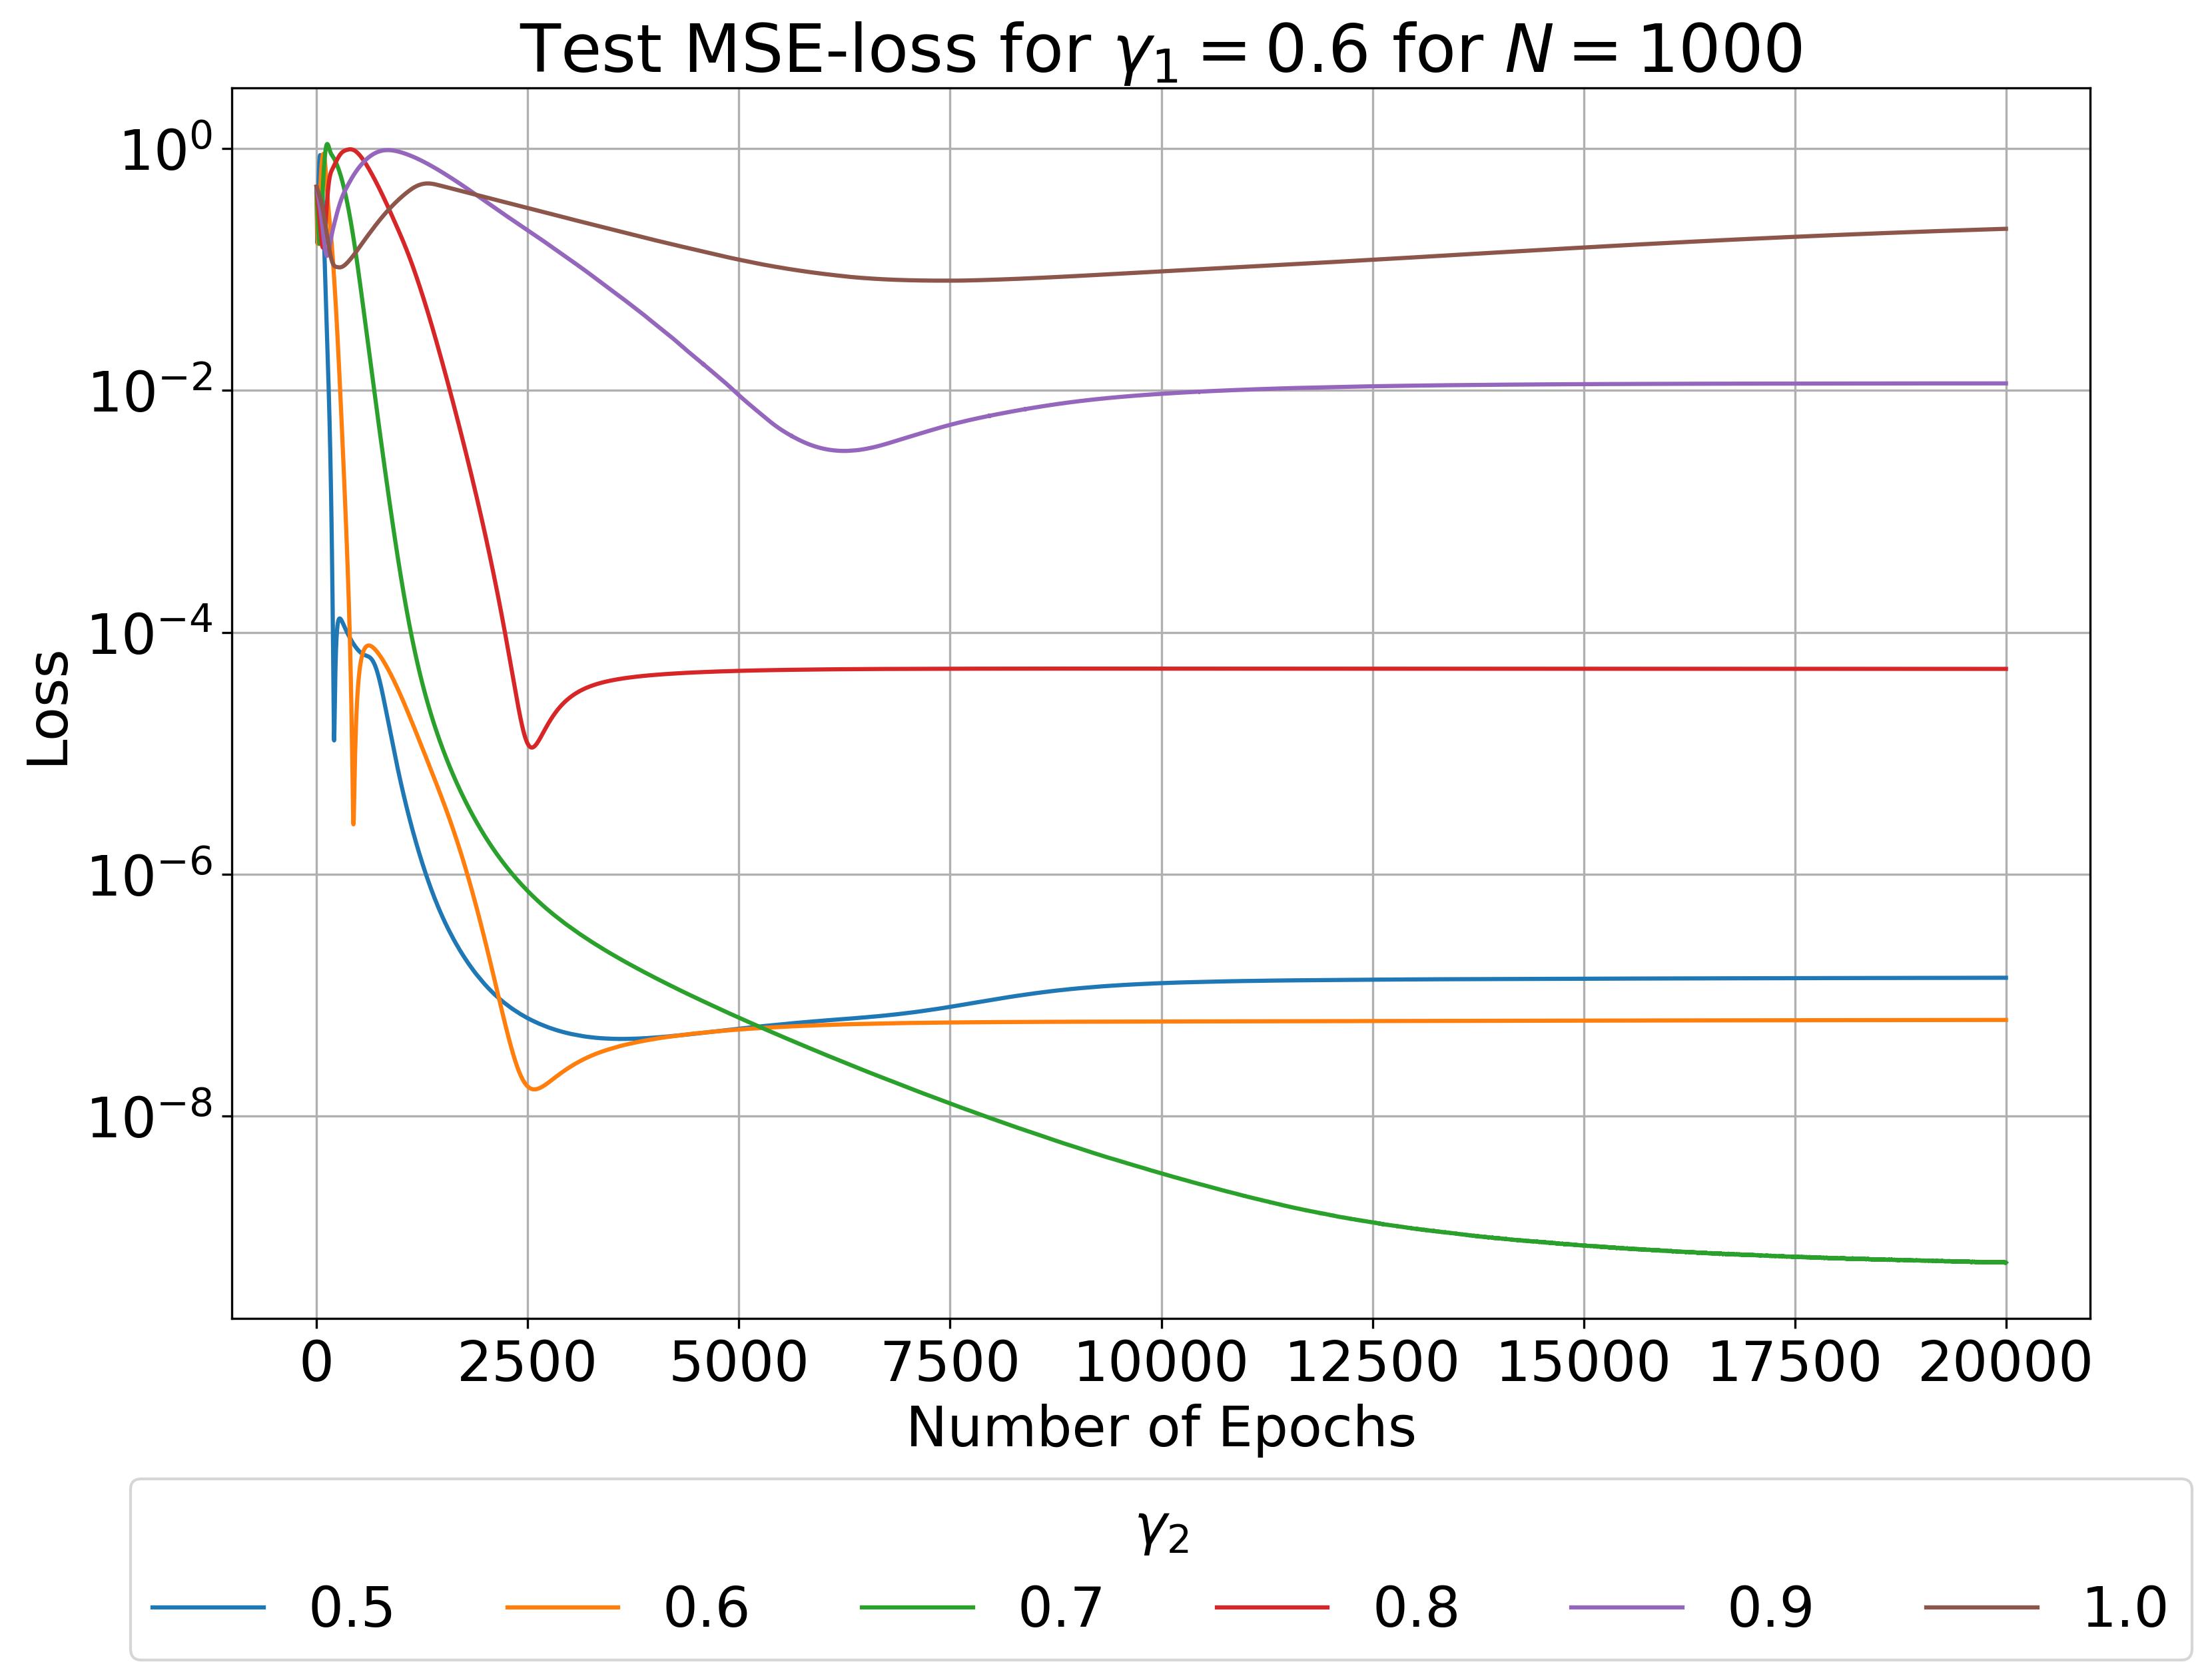 Test MSE-loss for γ₁ = 0.6 for N = 1000
10⁰
10⁻²
10⁻⁴
10⁻⁶
10⁻⁸
Loss
0 2500 5000 7500 10000 12500 15000 17500 20000
Number of Epochs
γ₂
0.5 0.6 0.7 0.8 0.9 1.0